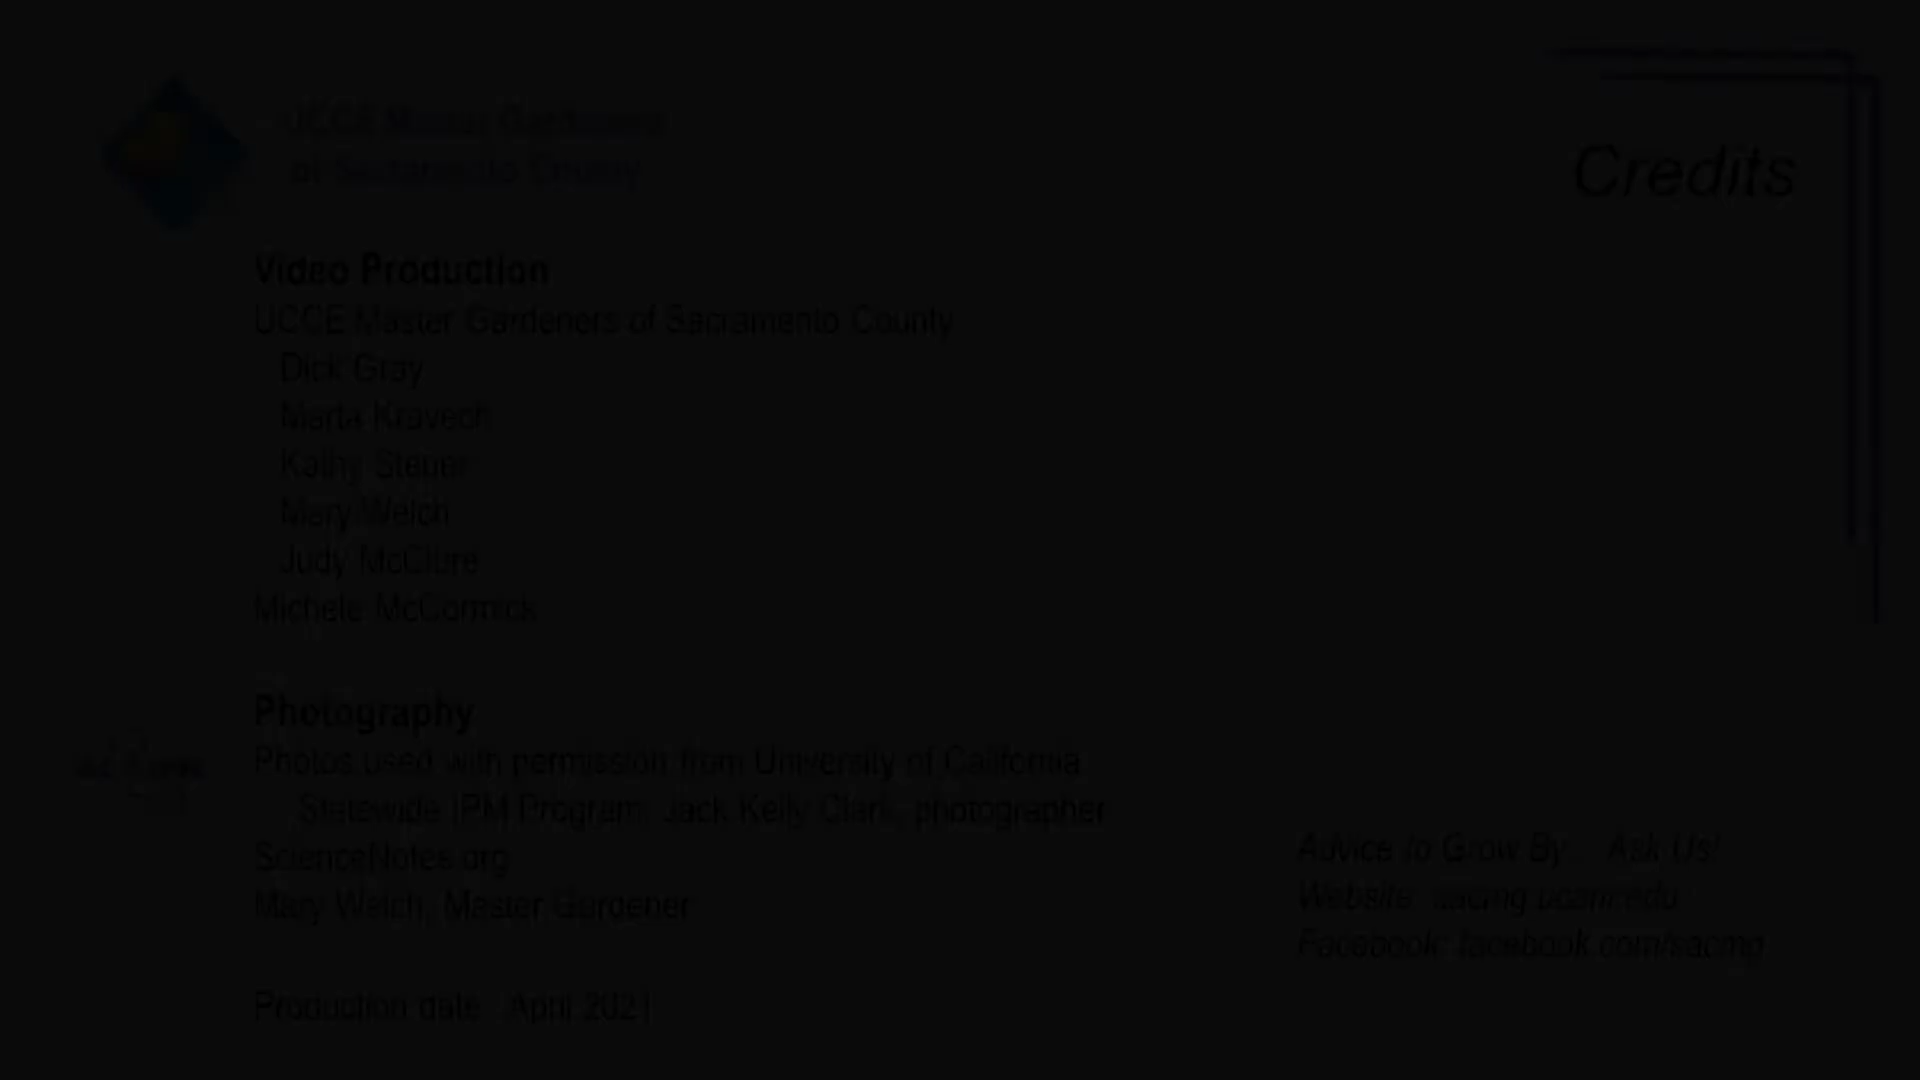 UCCE Master Gardeners
of Sacramento County
Credits
Video Production
UCCE Master Gardeners of Sacramento County
Dick Gray
Marta Kravech
Kathy
Mary Welch
Judy McClure
Michele McCormick
Photography
Photos used with permission from University of California
Statewide IPM Program, Jack Kelly Clark, photographer
ScienceNotes.org
Mary Welch, Master Gardener
Advice to Grow By... Ask Us!
Website: sacmg.ucanr.edu
Facebook: facebook.com/sacmg
Production date: April 2021